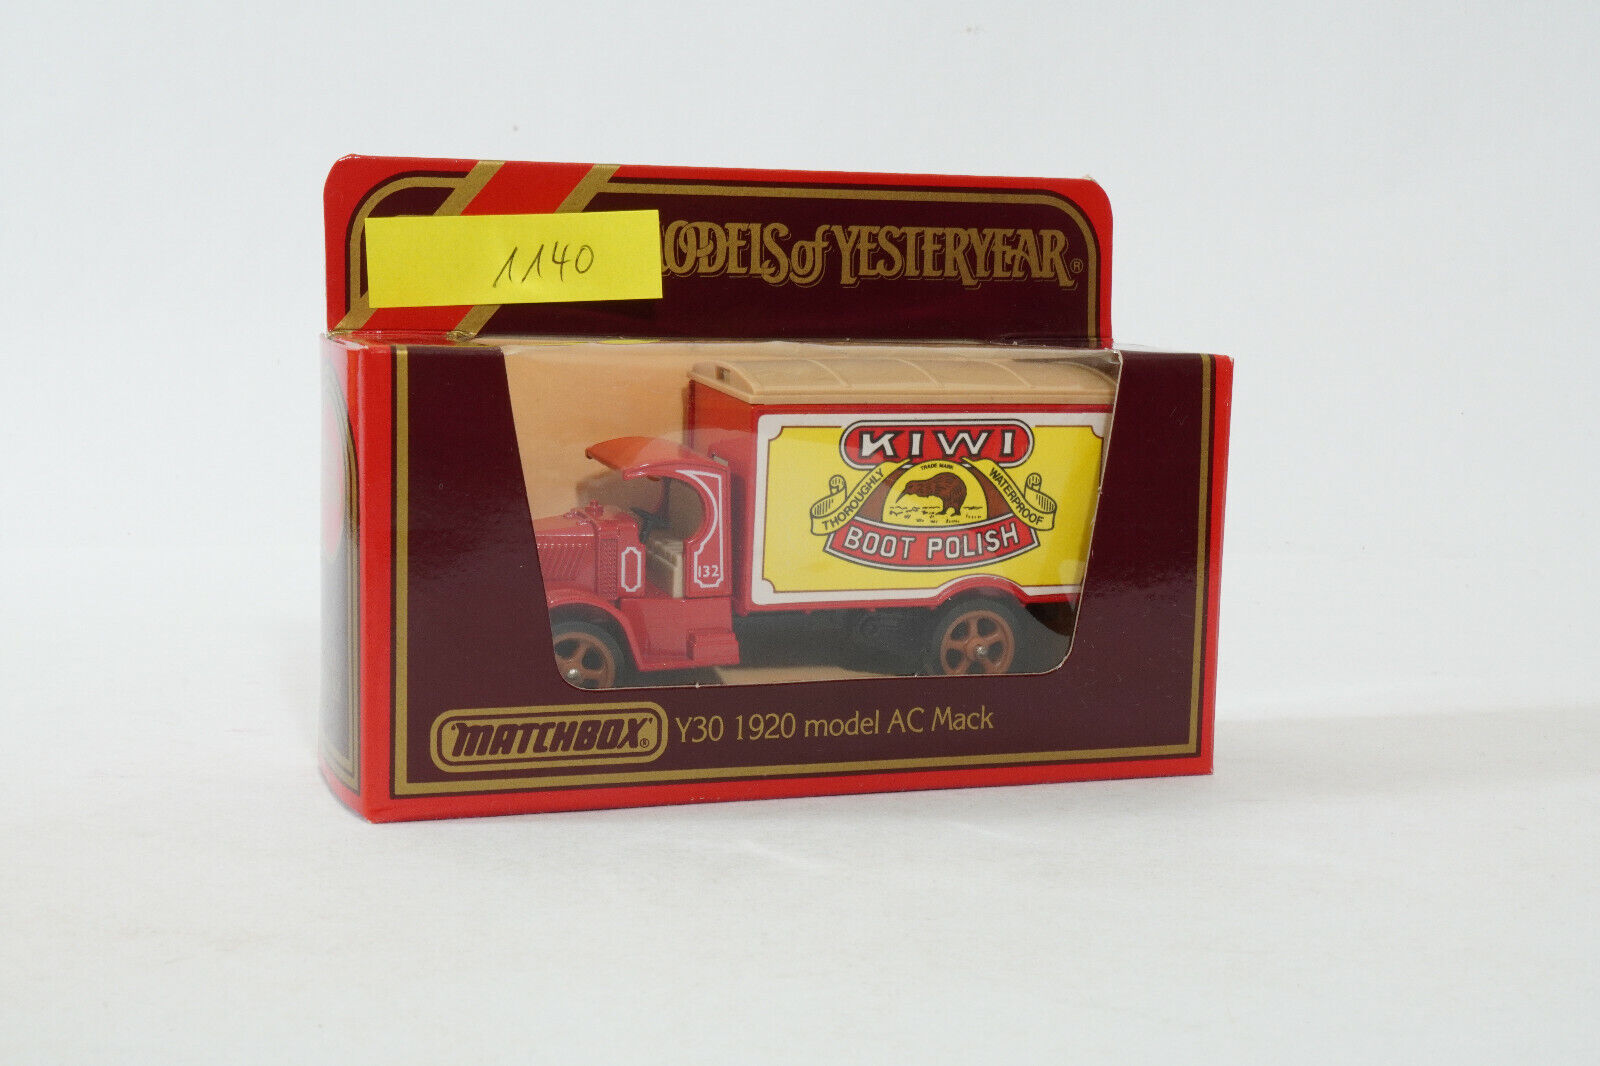 1140
ODELS of YESTERYEAR®
KIWI
TRADE MARK
THOROUGHLY WATERPROOF
BOOT POLISH
132
MATCHBOX® Y30 1920 model AC Mack